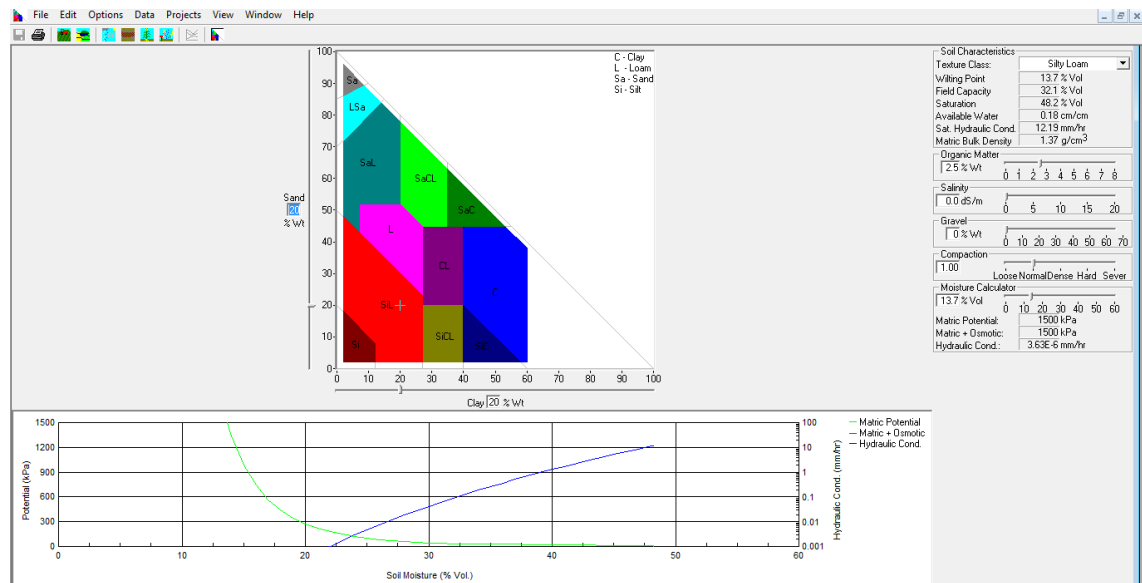 File Edit Options Data Projects View Window Help
C - Clay
L - Loam
Sa - Sand
Si - Silt
100
90
80
70
60
50
40
30
20
10
0
Sand
20
% Wt
Sa
LSa
SaL
SaCL
SaC
L
CL
C
SiL
SiCL
SiC
Si
0 10 20 30 40 50 60 70 80 90 100
Clay 20 % Wt
Soil Characteristics
Texture Class: Silty Loam
Wilting Point 13.7 % Vol
Field Capacity 32.1 % Vol
Saturation 48.2 % Vol
Available Water 0.18 cm/cm
Sat. Hydraulic Cond. 12.19 mm/hr
Matric Bulk Density 1.37 g/cm3
Organic Matter
2.5 % Wt
0 1 2 3 4 5 6 7 8
Salinity
0.0 dS/m
0 5 10 15 20
Gravel
0 % Wt
0 10 20 30 40 50 60 70
Compaction
1.00
Loose Normal Dense Hard Sever
Moisture Calculator
13.7 % Vol
0 10 20 30 40 50 60
Matric Potential: 1500 kPa
Matric + Osmotic: 1500 kPa
Hydraulic Cond.: 3.63E-6 mm/hr
Potential (kPa)
1500
1200
900
600
300
0
0 10 20 30 40 50 60
Soil Moisture (% Vol.)
100
10
1
0.1
0.01
0.001
Hydraulic Cond. (mm/hr)
Matric Potential
Matric + Osmotic
Hydraulic Cond.